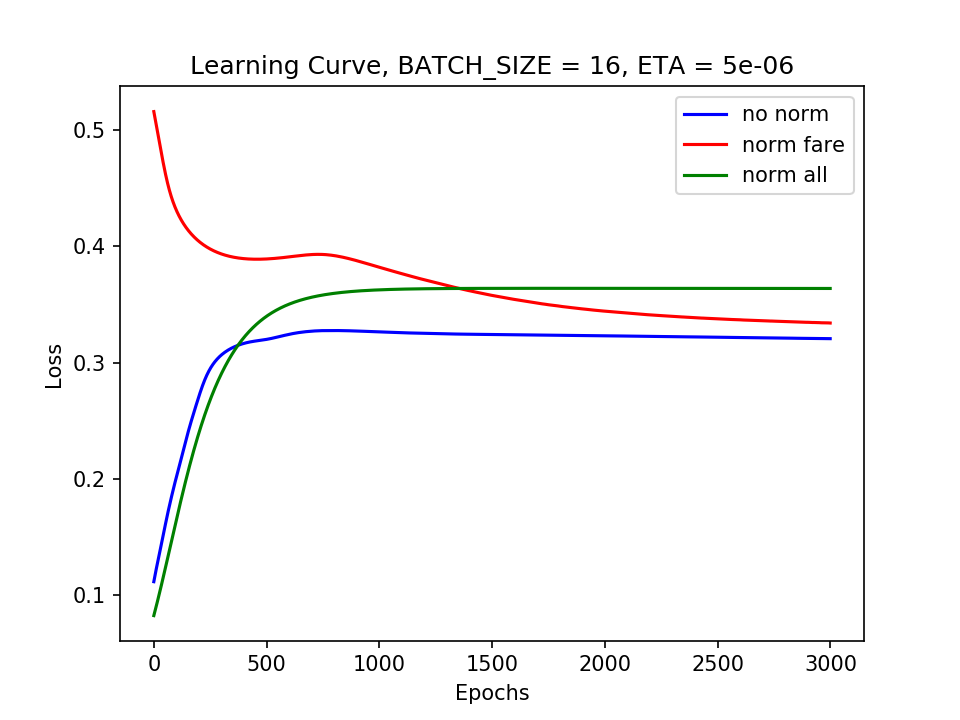 Learning Curve, BATCH_SIZE = 16, ETA = 5e-06
no norm
norm fare
norm all
0.5
0.4
0.3
0.2
0.1
Loss
0 500 1000 1500 2000 2500 3000
Epochs